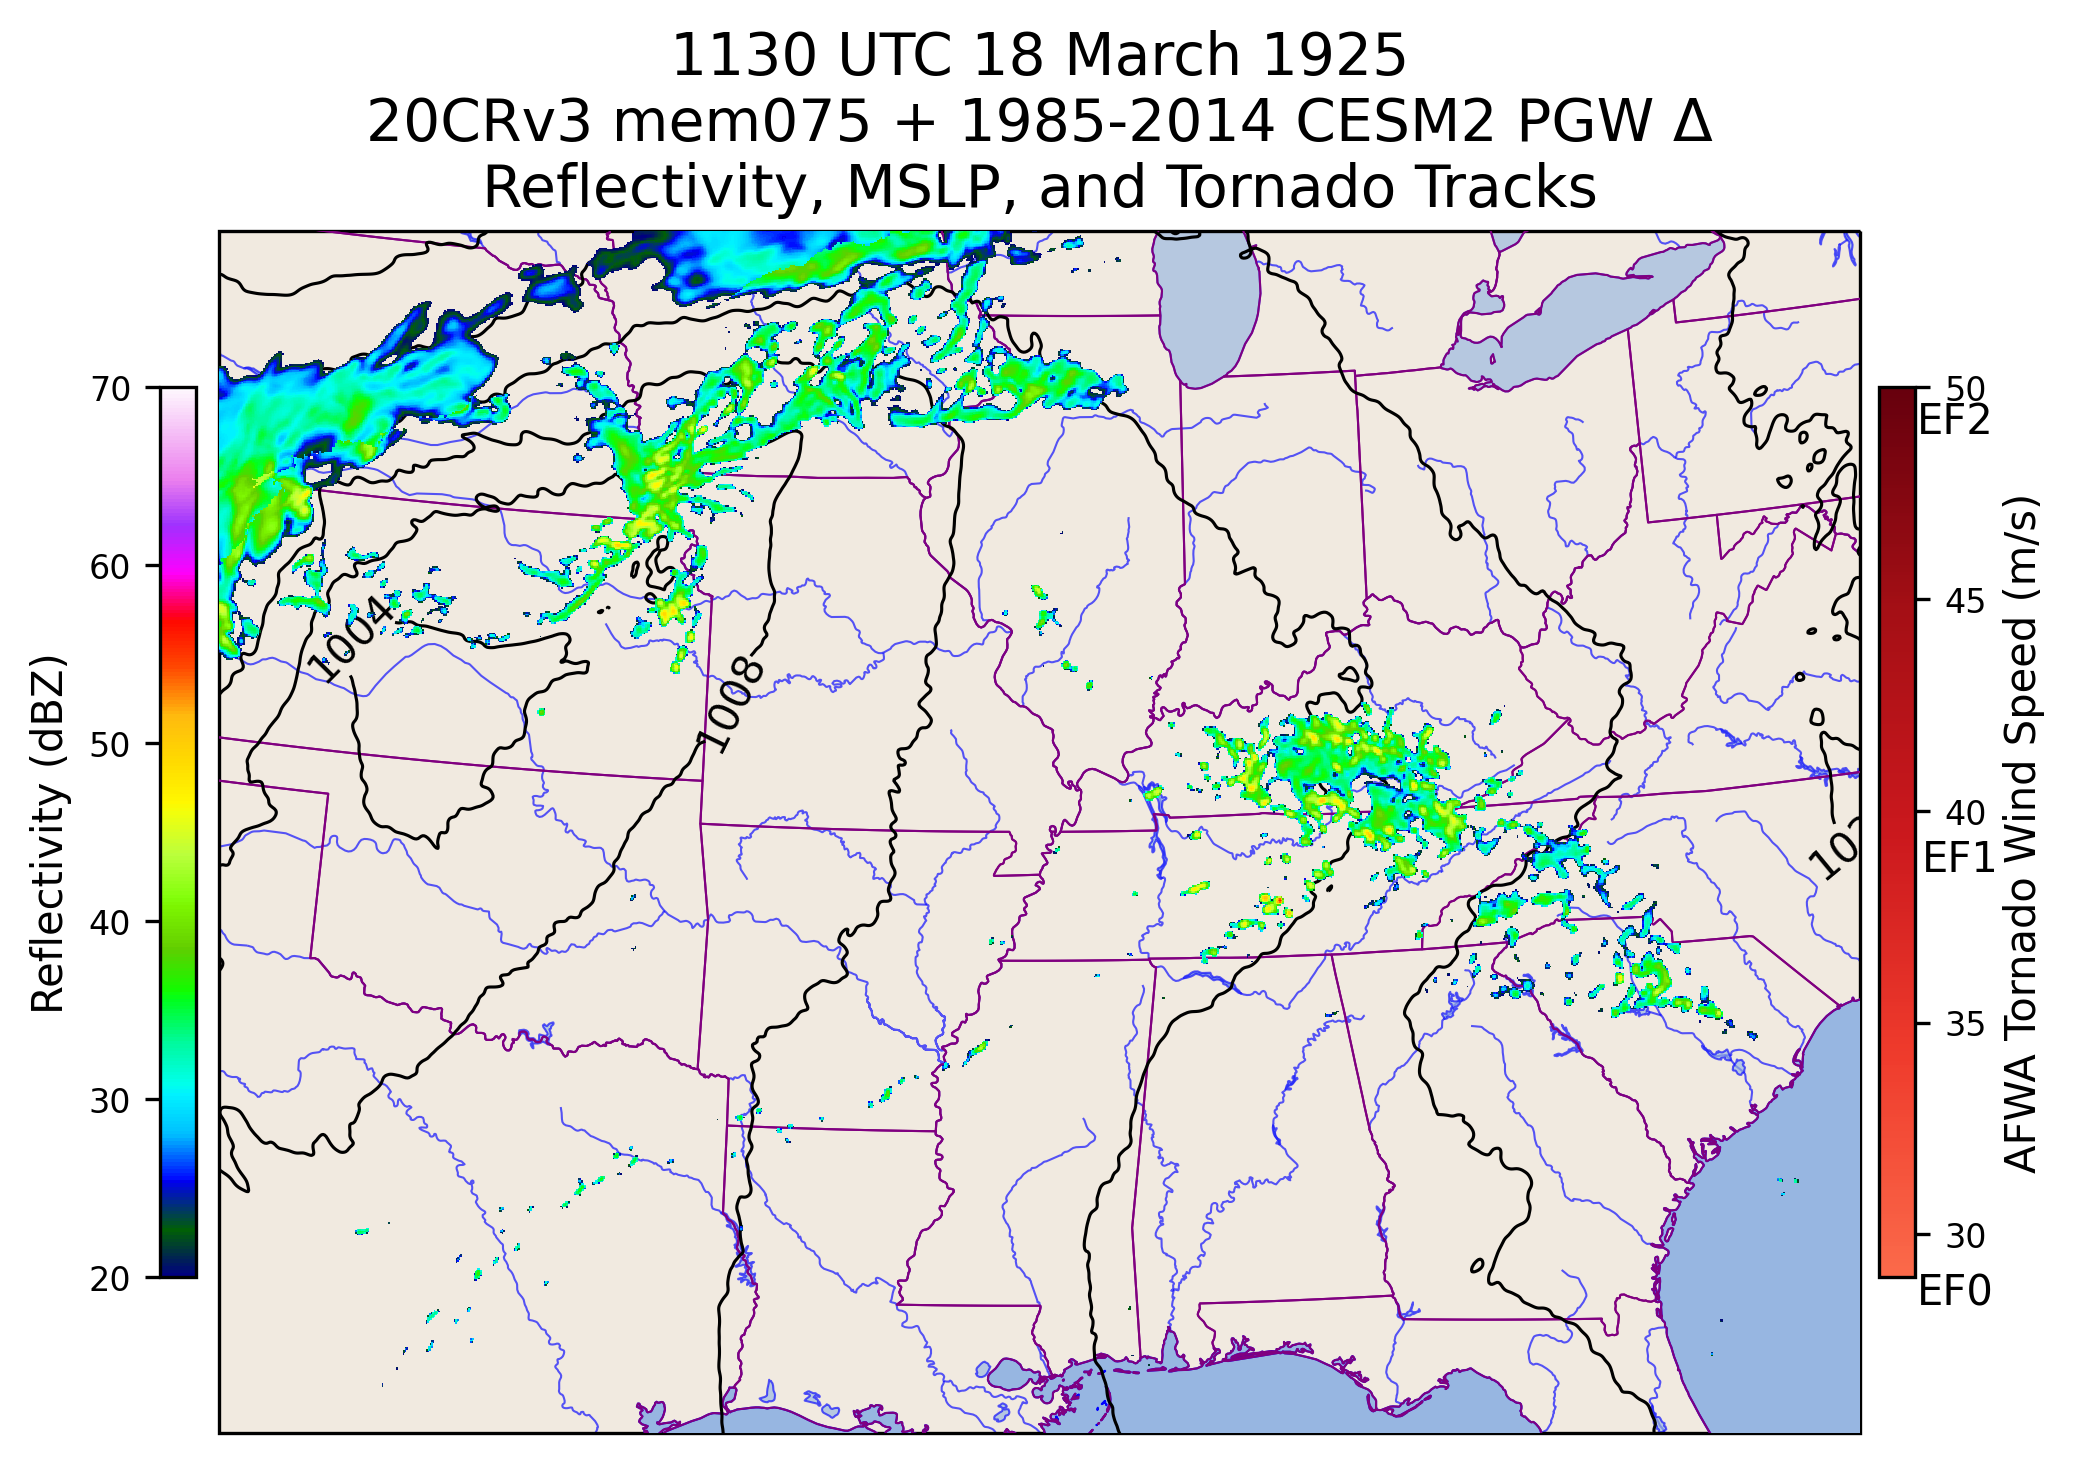 1130 UTC 18 March 1925
20CRv3 mem075 + 1985-2014 CESM2 PGW Δ
Reflectivity, MSLP, and Tornado Tracks
Reflectivity (dBZ)
70
60
50
40
30
20
1004
1008
50
EF2
45
40
EF1
35
30
EF0
AFWA Tornado Wind Speed (m/s)